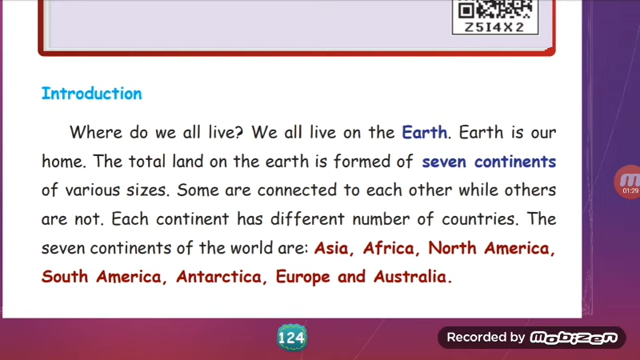 Z5I4X2
Introduction
Where do we all live? We all live on the Earth. Earth is our
home. The total land on the earth is formed of seven continents
of various sizes. Some are connected to each other while others
are not. Each continent has different number of countries. The
seven continents of the world are: Asia, Africa, North America,
South America, Antarctica, Europe and Australia.
124
M
01:29
Recorded by mobizen